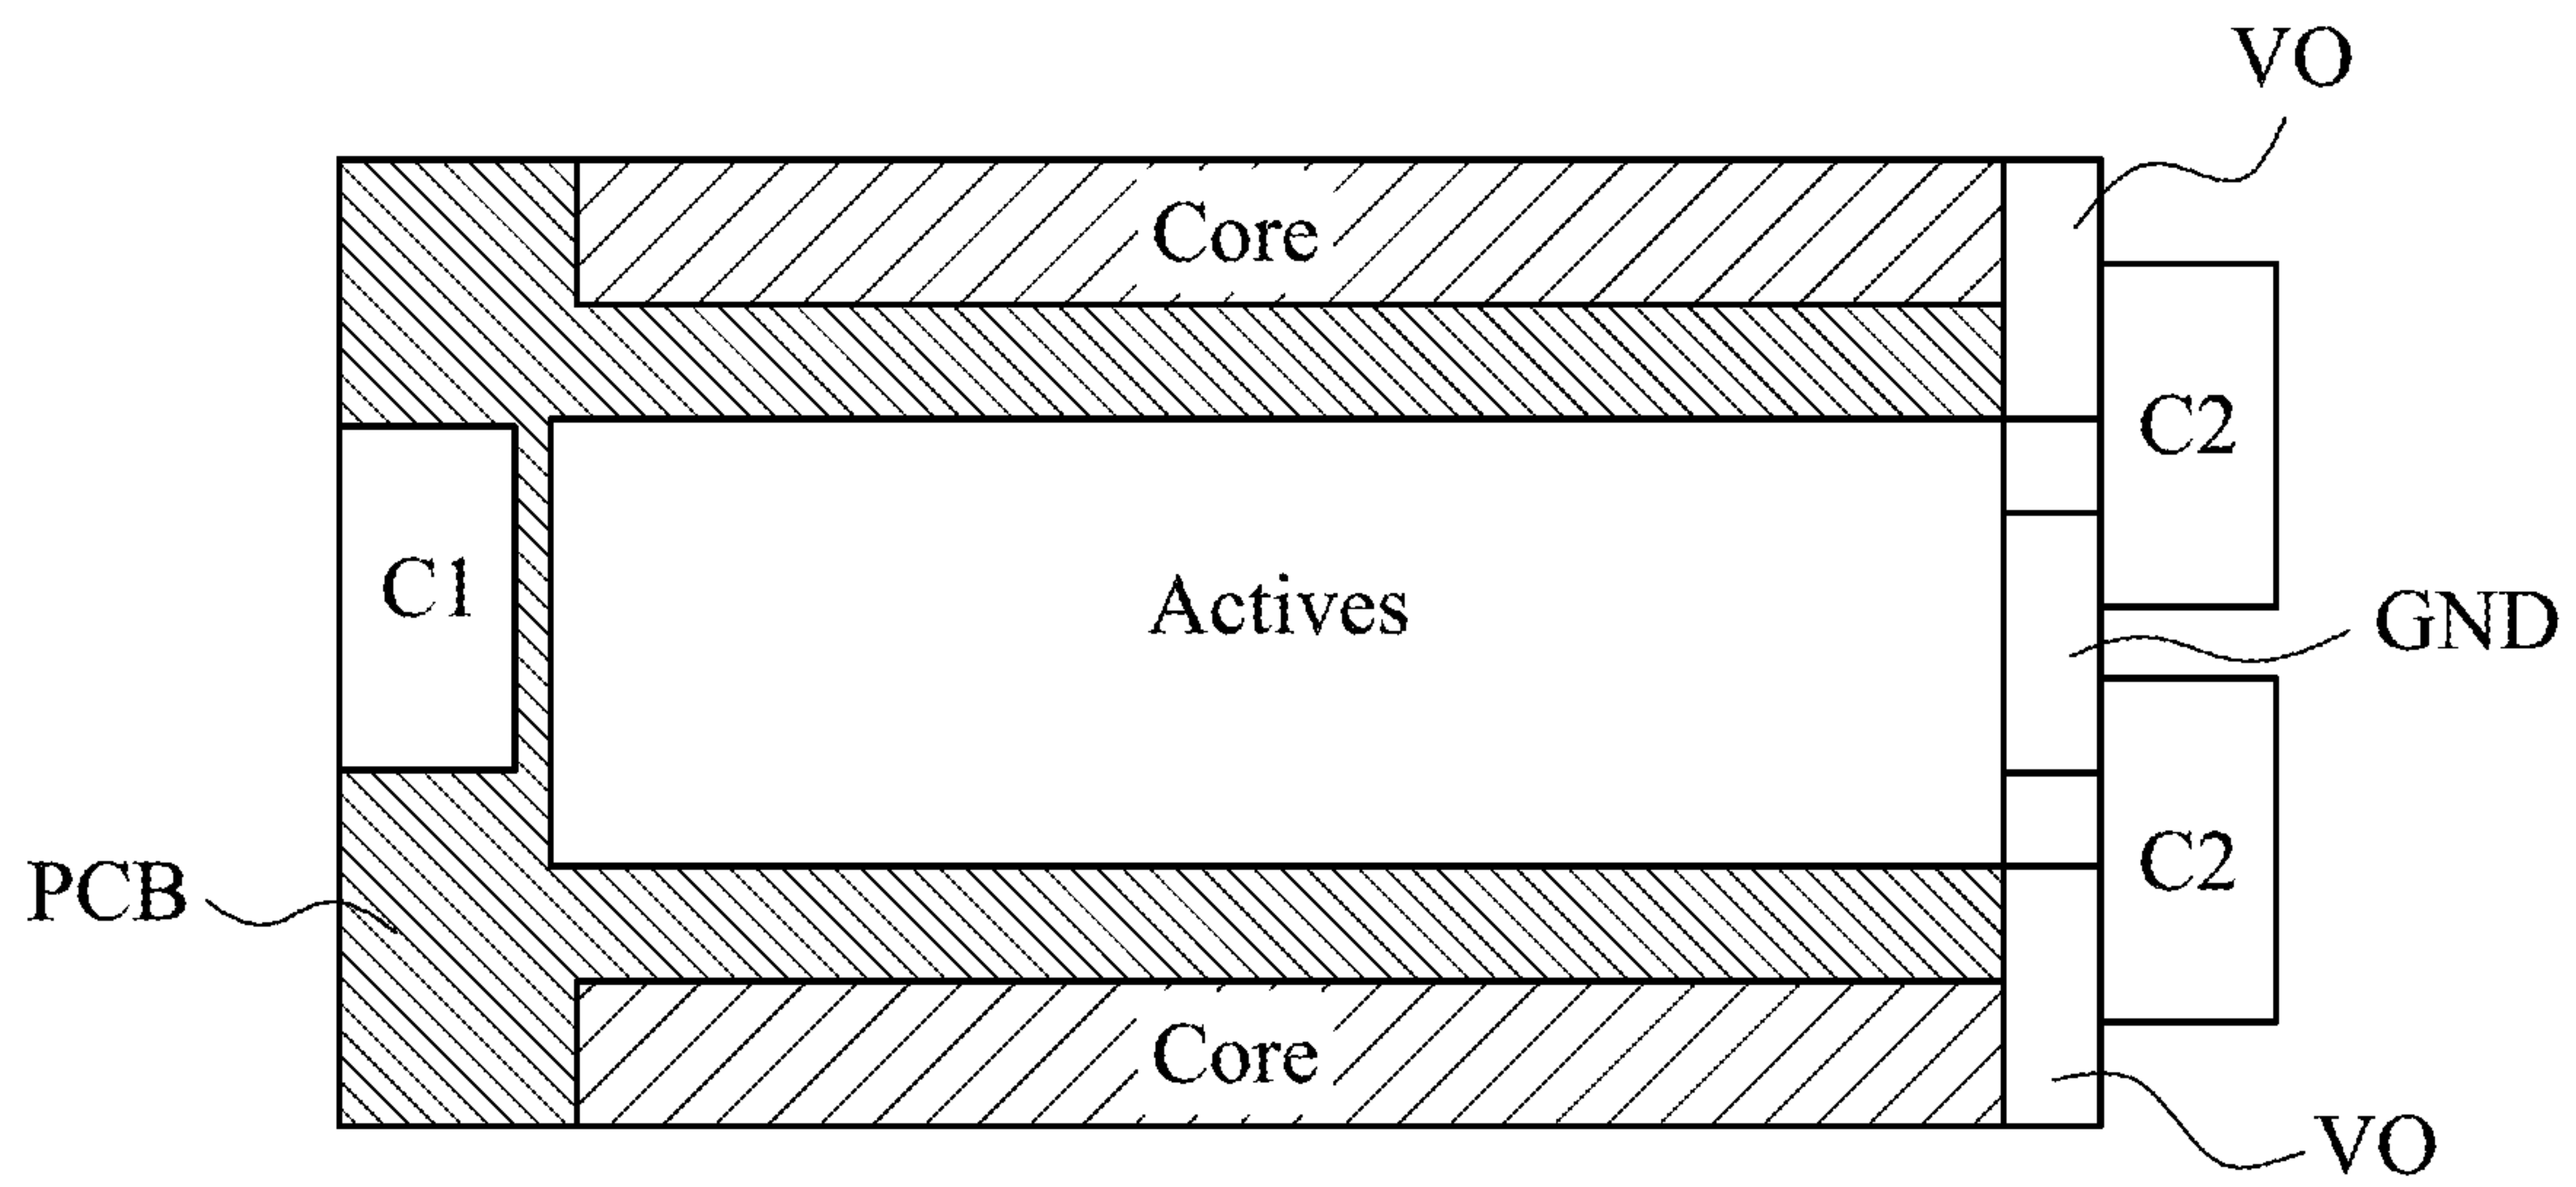 VO
Core
C2
C1
Actives
GND
PCB
C2
Core
VO